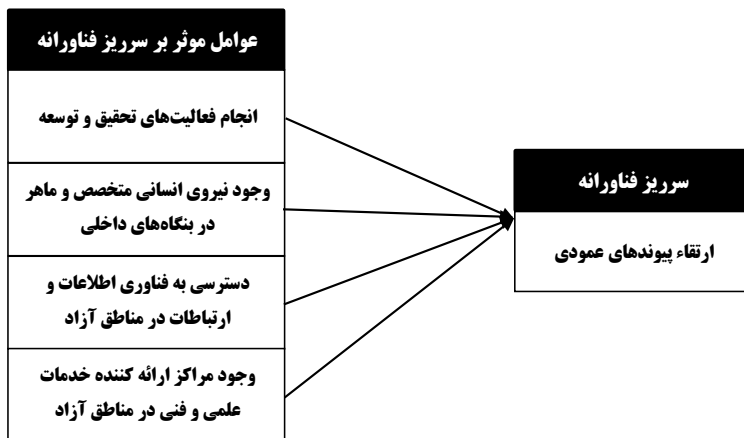 عوامل موثر بر سرریز فناورانه
انجام فعالیت‌های تحقیق و توسعه
وجود نیروی انسانی متخصص و ماهر
در بنگاه‌های داخلی
دسترسی به فناوری اطلاعات و
ارتباطات در مناطق آزاد
وجود مراکز ارائه کننده خدمات
علمی و فنی در مناطق آزاد
سرریز فناورانه
ارتقاء پیوندهای عمودی